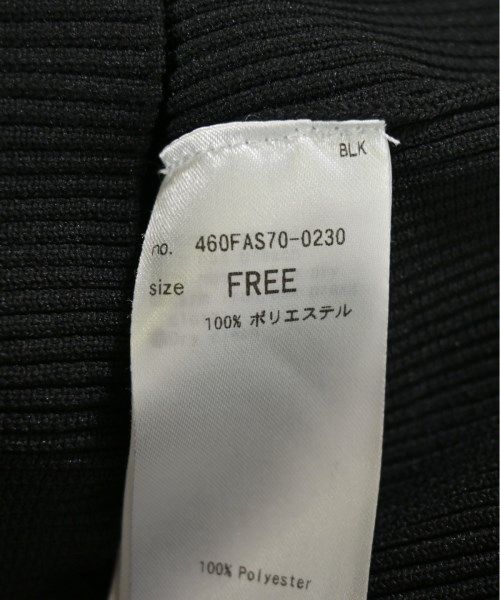 BLK
no. 460FAS70-0230
size FREE
100% ポリエステル
100% Polyester